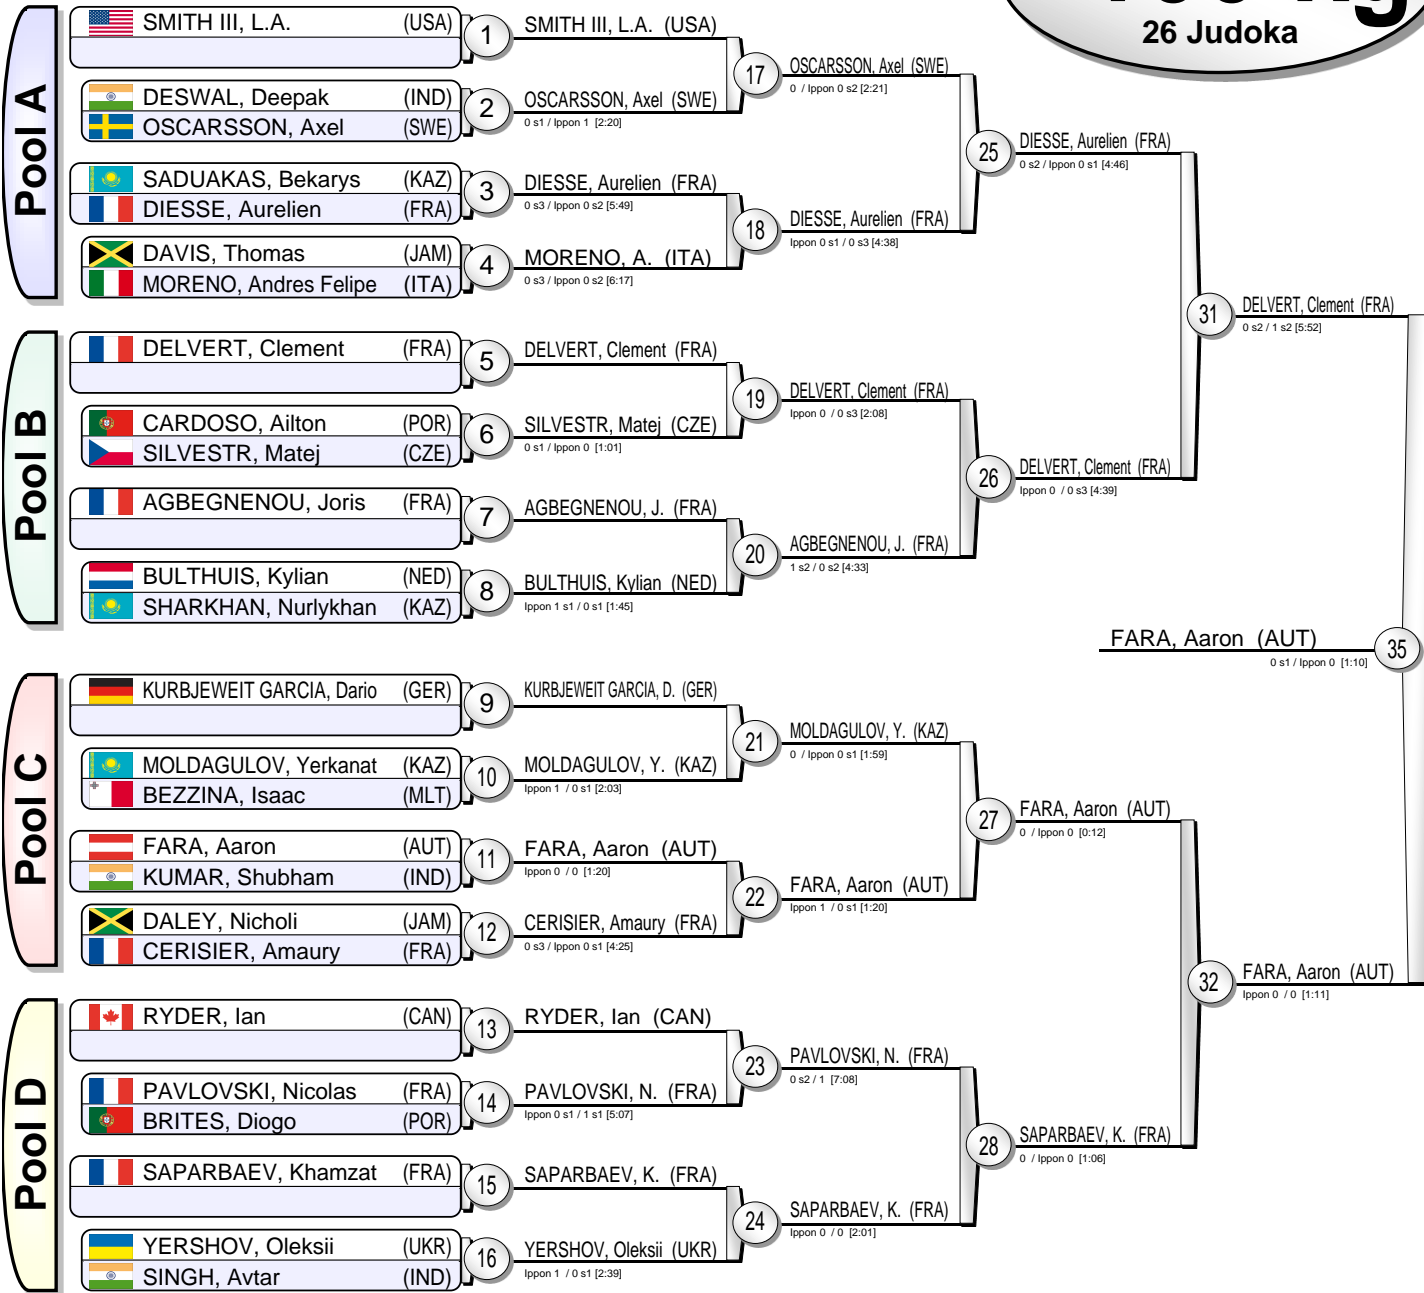 26 Judoka
Pool A
SMITH III, L.A. (USA)
1
SMITH III, L.A. (USA)
DESWAL, Deepak (IND)
OSCARSSON, Axel (SWE)
2
OSCARSSON, Axel (SWE)
0 s1 / Ippon 1 [2:20]
17
OSCARSSON, Axel (SWE)
0 / Ippon 0 s2 [2:21]
SADUAKAS, Bekarys (KAZ)
DIESSE, Aurelien (FRA)
3
DIESSE, Aurelien (FRA)
0 s3 / Ippon 0 s2 [5:49]
DAVIS, Thomas (JAM)
MORENO, Andres Felipe (ITA)
4
MORENO, A. (ITA)
0 s3 / Ippon 0 s2 [6:17]
18
DIESSE, Aurelien (FRA)
Ippon 0 s1 / 0 s3 [4:38]
25
DIESSE, Aurelien (FRA)
0 s2 / Ippon 0 s1 [4:46]
Pool B
DELVERT, Clement (FRA)
5
DELVERT, Clement (FRA)
CARDOSO, Ailton (POR)
SILVESTR, Matej (CZE)
6
SILVESTR, Matej (CZE)
0 s1 / Ippon 0 [1:01]
19
DELVERT, Clement (FRA)
Ippon 0 / 0 s3 [2:08]
AGBEGNENOU, Joris (FRA)
7
AGBEGNENOU, J. (FRA)
BULTHUIS, Kylian (NED)
SHARKHAN, Nurlykhan (KAZ)
8
BULTHUIS, Kylian (NED)
Ippon 1 s1 / 0 s1 [1:45]
20
AGBEGNENOU, J. (FRA)
1 s2 / 0 s2 [4:33]
26
DELVERT, Clement (FRA)
Ippon 0 / 0 s3 [4:39]
31
DELVERT, Clement (FRA)
0 s2 / 1 s2 [5:52]
FARA, Aaron (AUT)
0 s1 / Ippon 0 [1:10]
35
Pool C
KURBJEWEIT GARCIA, Dario (GER)
9
KURBJEWEIT GARCIA, D. (GER)
MOLDAGULOV, Yerkanat (KAZ)
BEZZINA, Isaac (MLT)
10
MOLDAGULOV, Y. (KAZ)
Ippon 1 / 0 s1 [2:03]
21
MOLDAGULOV, Y. (KAZ)
0 / Ippon 0 s1 [1:59]
FARA, Aaron (AUT)
KUMAR, Shubham (IND)
11
FARA, Aaron (AUT)
Ippon 0 / 0 [1:20]
DALEY, Nicholi (JAM)
CERISIER, Amaury (FRA)
12
CERISIER, Amaury (FRA)
0 s3 / Ippon 0 s1 [4:25]
22
FARA, Aaron (AUT)
Ippon 1 / 0 s1 [1:20]
27
FARA, Aaron (AUT)
0 / Ippon 0 [0:12]
Pool D
RYDER, Ian (CAN)
13
RYDER, Ian (CAN)
PAVLOVSKI, Nicolas (FRA)
BRITES, Diogo (POR)
14
PAVLOVSKI, N. (FRA)
Ippon 0 s1 / 1 s1 [5:07]
23
PAVLOVSKI, N. (FRA)
0 s2 / 1 [7:08]
SAPARBAEV, Khamzat (FRA)
15
SAPARBAEV, K. (FRA)
YERSHOV, Oleksii (UKR)
SINGH, Avtar (IND)
16
YERSHOV, Oleksii (UKR)
Ippon 1 / 0 s1 [2:39]
24
SAPARBAEV, K. (FRA)
Ippon 0 / 0 [2:01]
28
SAPARBAEV, K. (FRA)
0 / Ippon 0 [1:06]
32
FARA, Aaron (AUT)
Ippon 0 / 0 [1:11]